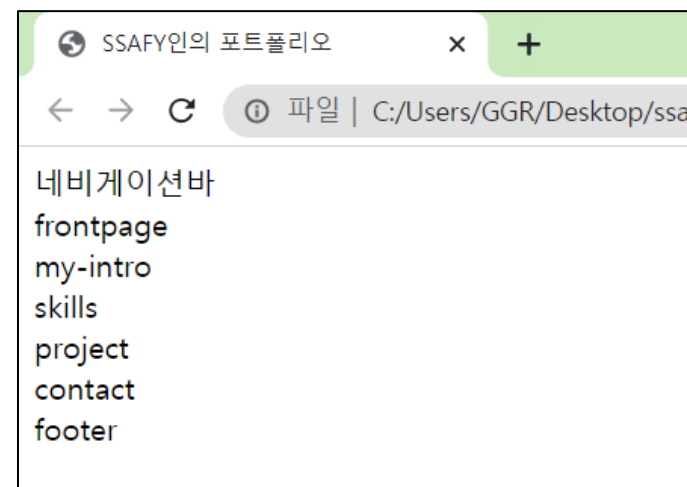 SSAFY인의 포트폴리오
파일 | C:/Users/GGR/Desktop/ssa
네비게이션바
frontpage
my-intro
skills
project
contact
footer